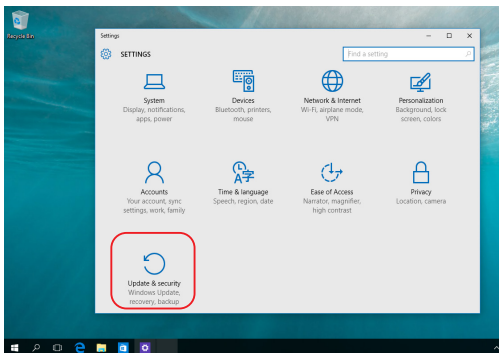 Recycle Bin
Settings
SETTINGS
Find a setting
System
Display, notifications,
apps, power
Devices
Bluetooth, printers,
mouse
Network & Internet
Wi-Fi, airplane mode,
VPN
Personalization
Background, lock
screen, colors
Accounts
Your account, sync
settings, work, family
Time & language
Speech, region, date
Ease of Access
Narrator, magnifier,
high contrast
Privacy
Location, camera
Update & security
Windows Update,
recovery, backup